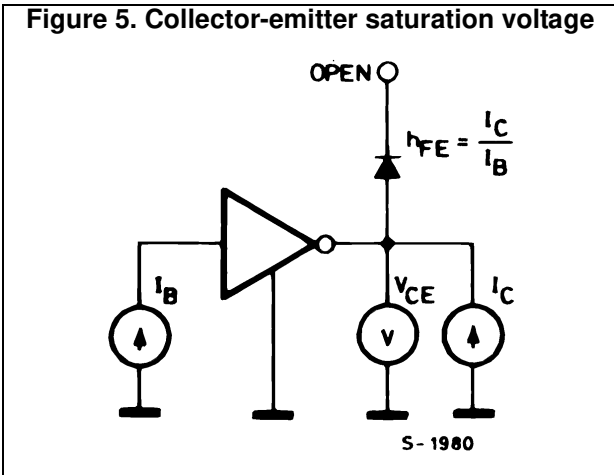 Figure 5. Collector-emitter saturation voltage
OPEN
hFE = IC
IB
IB
VCE
IC
V
S-1980